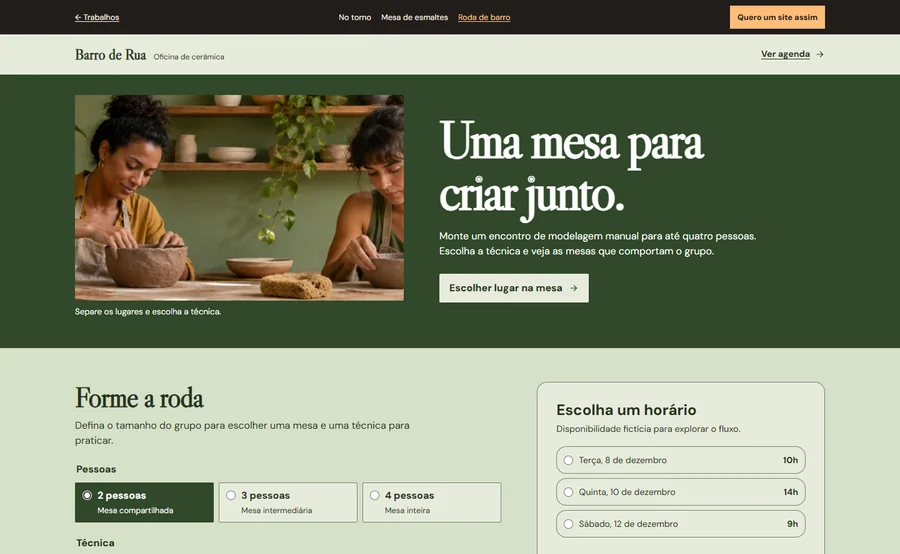 ← Trabalhos
No torno
Mesa de esmaltes
Roda de barro
Quero um site assim
Barro de Rua
Oficina de cerâmica
Ver agenda →
Uma mesa para
criar junto.
Monte um encontro de modelagem manual para até quatro pessoas.
Escolha a técnica e veja as mesas que comportam o grupo.
Escolher lugar na mesa →
Separe os lugares e escolha a técnica.
Forme a roda
Defina o tamanho do grupo para escolher uma mesa e uma técnica para
praticar.
Pessoas
2 pessoas
Mesa compartilhada
3 pessoas
Mesa intermediária
4 pessoas
Mesa inteira
Técnica
Escolha um horário
Disponibilidade fictícia para explorar o fluxo.
Terça, 8 de dezembro 10h
Quinta, 10 de dezembro 14h
Sábado, 12 de dezembro 9h